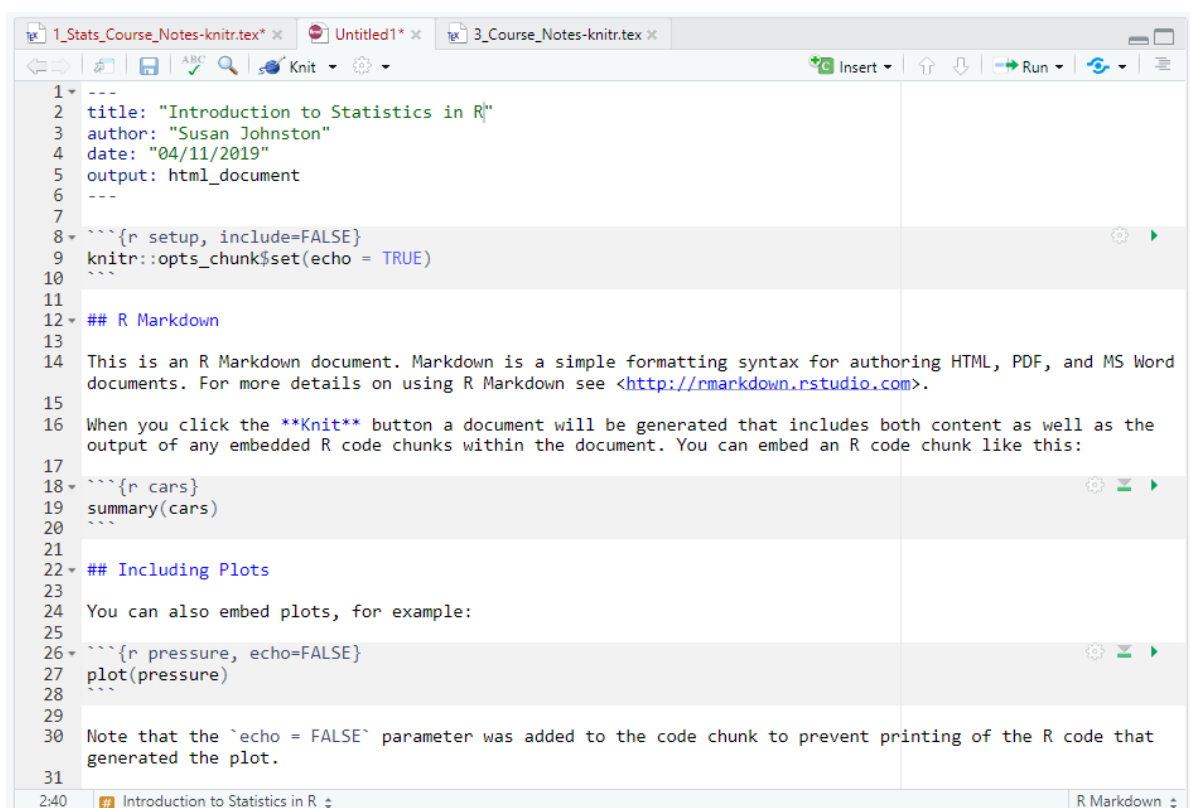 1_Stats_Course_Notes-knitr.tex* Untitled1* 3_Course_Notes-knitr.tex
ABC Knit Insert Run
1 ---
2 title: "Introduction to Statistics in R"
3 author: "Susan Johnston"
4 date: "04/11/2019"
5 output: html_document
6 ---
7
8 ```{r setup, include=FALSE}
9 knitr::opts_chunk$set(echo = TRUE)
10 ```
11
12 ## R Markdown
13
14 This is an R Markdown document. Markdown is a simple formatting syntax for authoring HTML, PDF, and MS Word
documents. For more details on using R Markdown see <http://rmarkdown.rstudio.com>.
15
16 When you click the **Knit** button a document will be generated that includes both content as well as the
output of any embedded R code chunks within the document. You can embed an R code chunk like this:
17
18 ```{r cars}
19 summary(cars)
20 ```
21
22 ## Including Plots
23
24 You can also embed plots, for example:
25
26 ```{r pressure, echo=FALSE}
27 plot(pressure)
28 ```
29
30 Note that the `echo = FALSE` parameter was added to the code chunk to prevent printing of the R code that
generated the plot.
31
2:40 # Introduction to Statistics in R R Markdown